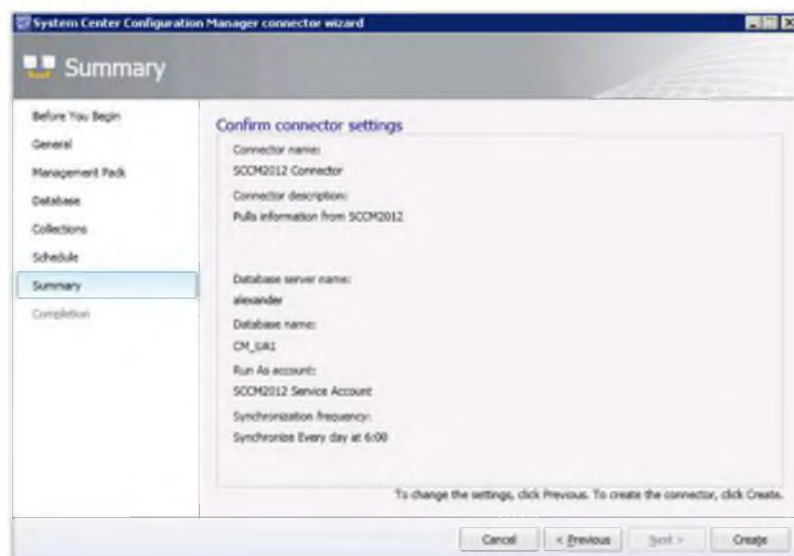 System Center Configuration Manager connector wizard
Summary
Before You Begin
General
Management Pack
Database
Collections
Schedule
Summary
Completion
Confirm connector settings
Connector name:
SCCM2012 Connector
Connector description:
Pulls information from SCCM2012
Database server name:
alexander
Database name:
Run As account:
SCCM2012 Service Account
Synchronization frequency:
Synchronize Every day at 6:00
To change the settings, click Previous. To create the connector, click Create.
Cancel
< Previous
Next >
Create